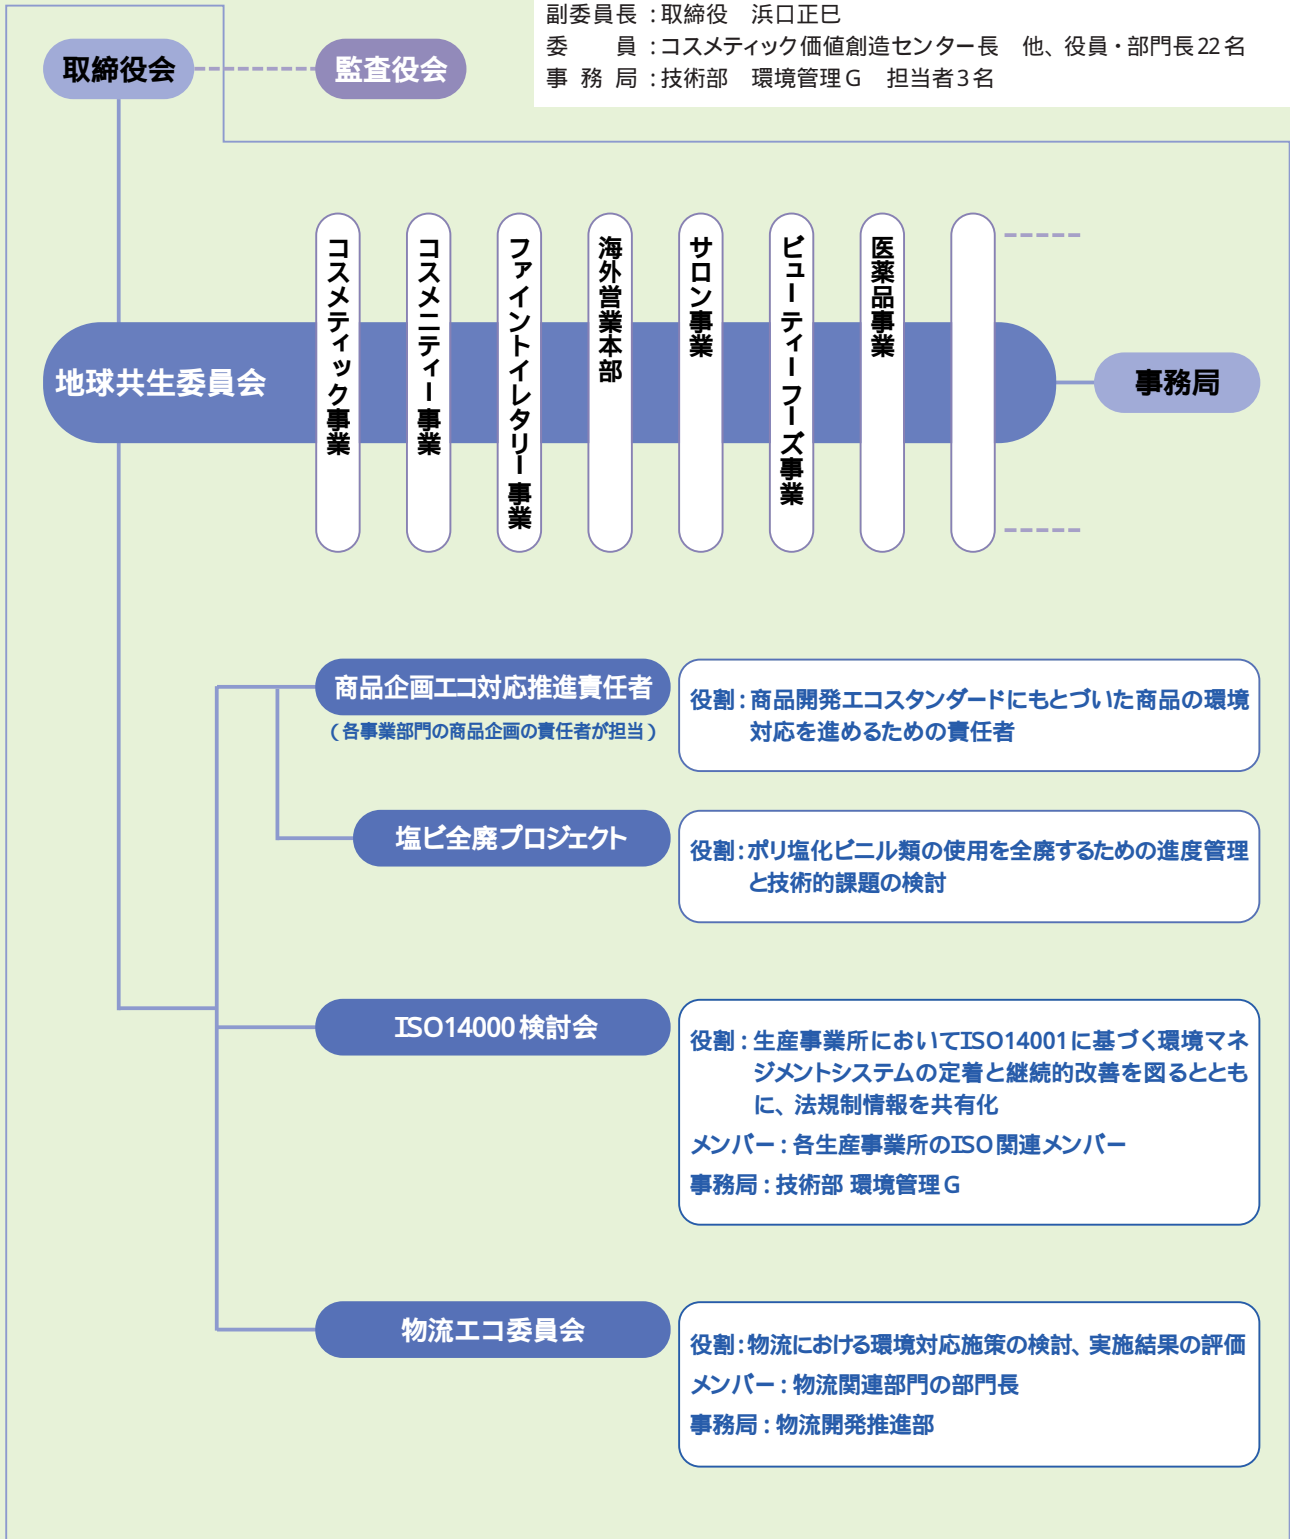 副委員長：取締役　浜口正巳
委　　員：コスメティック価値創造センター長　他、役員・部門長22名
事 務 局：技術部　環境管理G　担当者3名
取締役会
監査役会
コスメティック事業
コスメニティー事業
ファイントイレタリー事業
海外営業本部
サロン事業
ビューティーフーズ事業
医薬品事業
地球共生委員会
事務局
商品企画エコ対応推進責任者
（各事業部門の商品企画の責任者が担当）
役割：商品開発エコスタンダードにもとづいた商品の環境
対応を進めるための責任者
塩ビ全廃プロジェクト
役割：ポリ塩化ビニル類の使用を全廃するための進度管理
と技術的課題の検討
ISO14000検討会
役割：生産事業所においてISO14001に基づく環境マネ
ジメントシステムの定着と継続的改善を図るととも
に、法規制情報を共有化
メンバー：各生産事業所のISO関連メンバー
事務局：技術部 環境管理G
物流エコ委員会
役割：物流における環境対応施策の検討、実施結果の評価
メンバー：物流関連部門の部門長
事務局：物流開発推進部